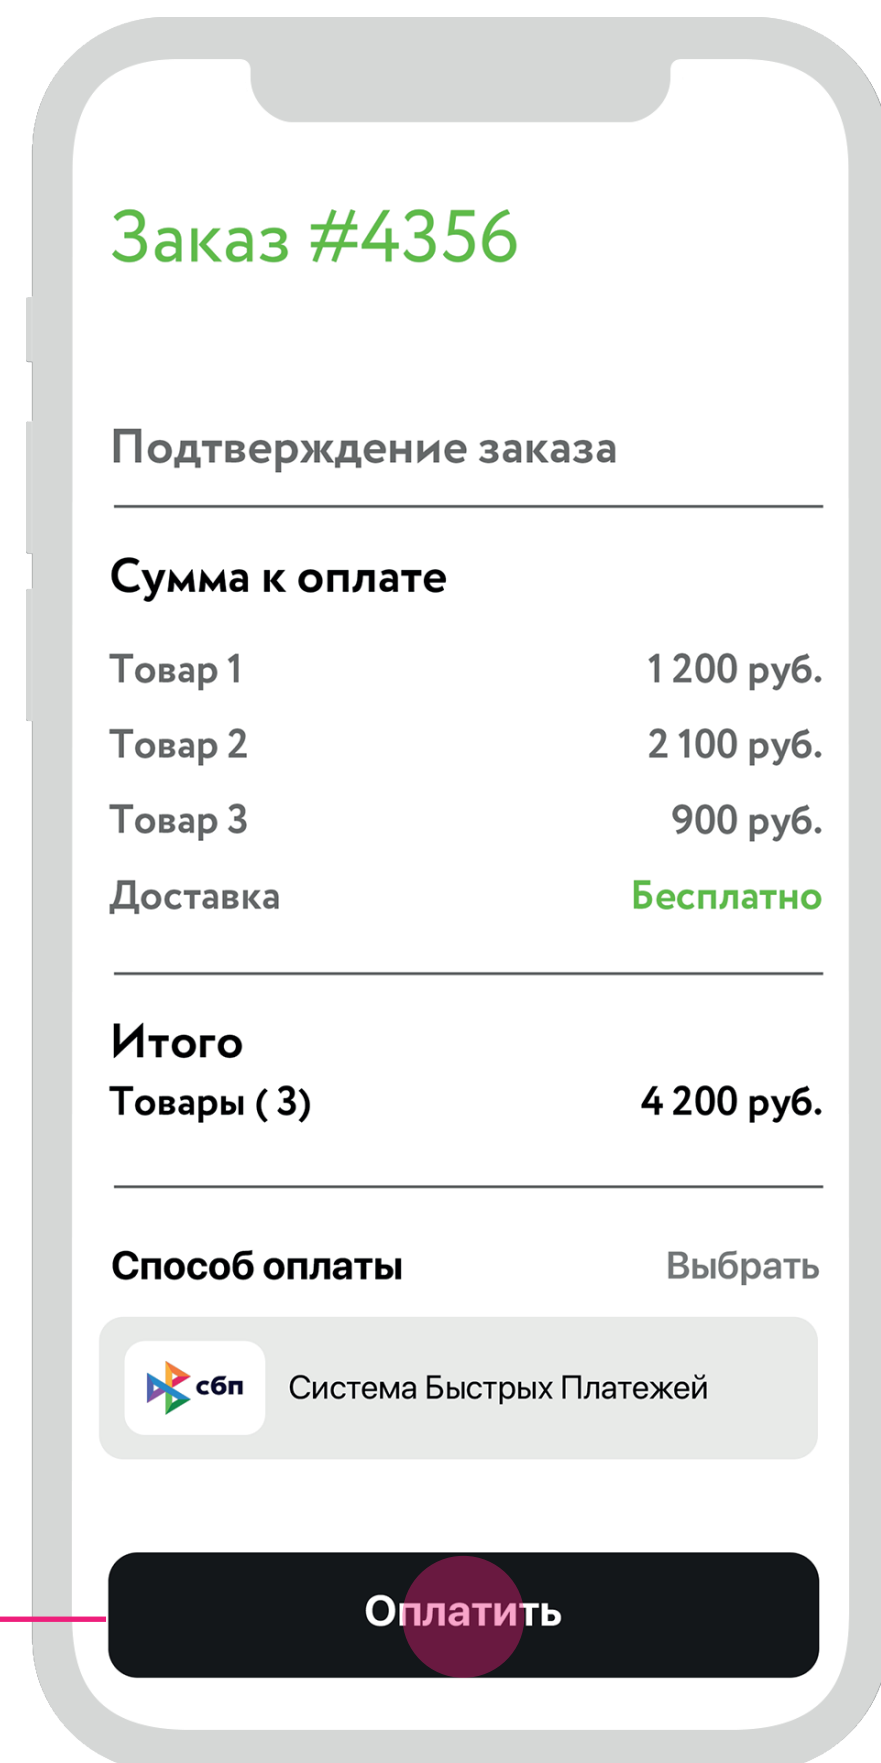 Заказ #4356
Подтверждение заказа
Сумма к оплате
Товар 1 1 200 руб.
Товар 2 2 100 руб.
Товар 3 900 руб.
Доставка Бесплатно
Итого
Товары ( 3) 4 200 руб.
Способ оплаты Выбрать
сбп Система Быстрых Платежей
Оплатить